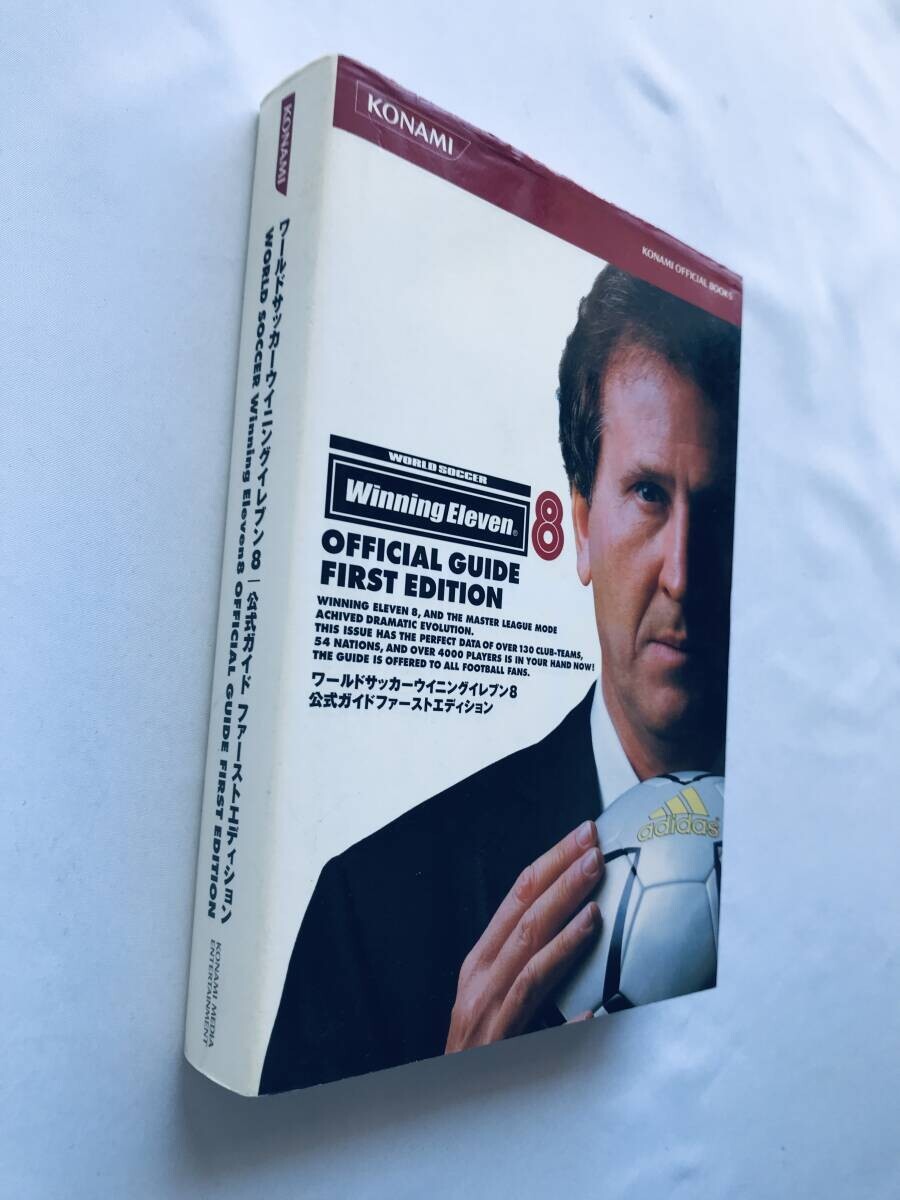 KONAMI
ワールドサッカーウイニングイレブン8 | 公式ガイド ファーストエディション
WORLD SOCCER Winning Eleven8 OFFICIAL GUIDE FIRST EDITION
KONAMI MEDIA
ENTERTAINMENT
KONAMI
KONAMI OFFICIAL BOOKS
WORLD SOCCER
Winning Eleven® 8
OFFICIAL GUIDE
FIRST EDITION
WINNING ELEVEN 8, AND THE MASTER LEAGUE MODE
ACHIVED DRAMATIC EVOLUTION.
THIS ISSUE HAS THE PERFECT DATA OF OVER 130 CLUB-TEAMS,
54 NATIONS, AND OVER 4000 PLAYERS IS IN YOUR HAND NOW!
THE GUIDE IS OFFERED TO ALL FOOTBALL FANS.
ワールドサッカーウイニングイレブン8
公式ガイドファーストエディション
adidas